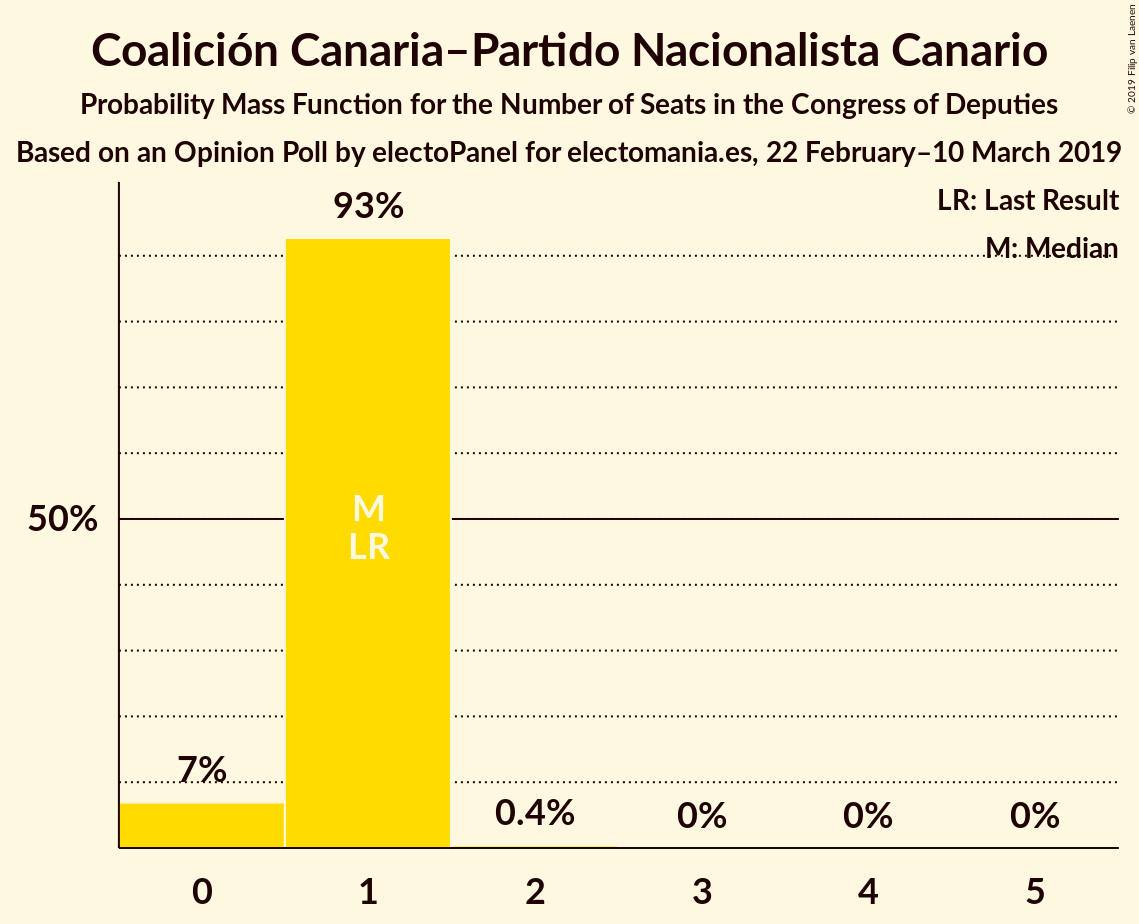 Coalición Canaria–Partido Nacionalista Canario
Probability Mass Function for the Number of Seats in the Congress of Deputies
Based on an Opinion Poll by electoPanel for electomania.es, 22 February–10 March 2019
© 2019 Filip van Laenen
LR: Last Result
M: Median
93%
50%
M
LR
7%
0.4%
0%
0%
0%
0
1
2
3
4
5